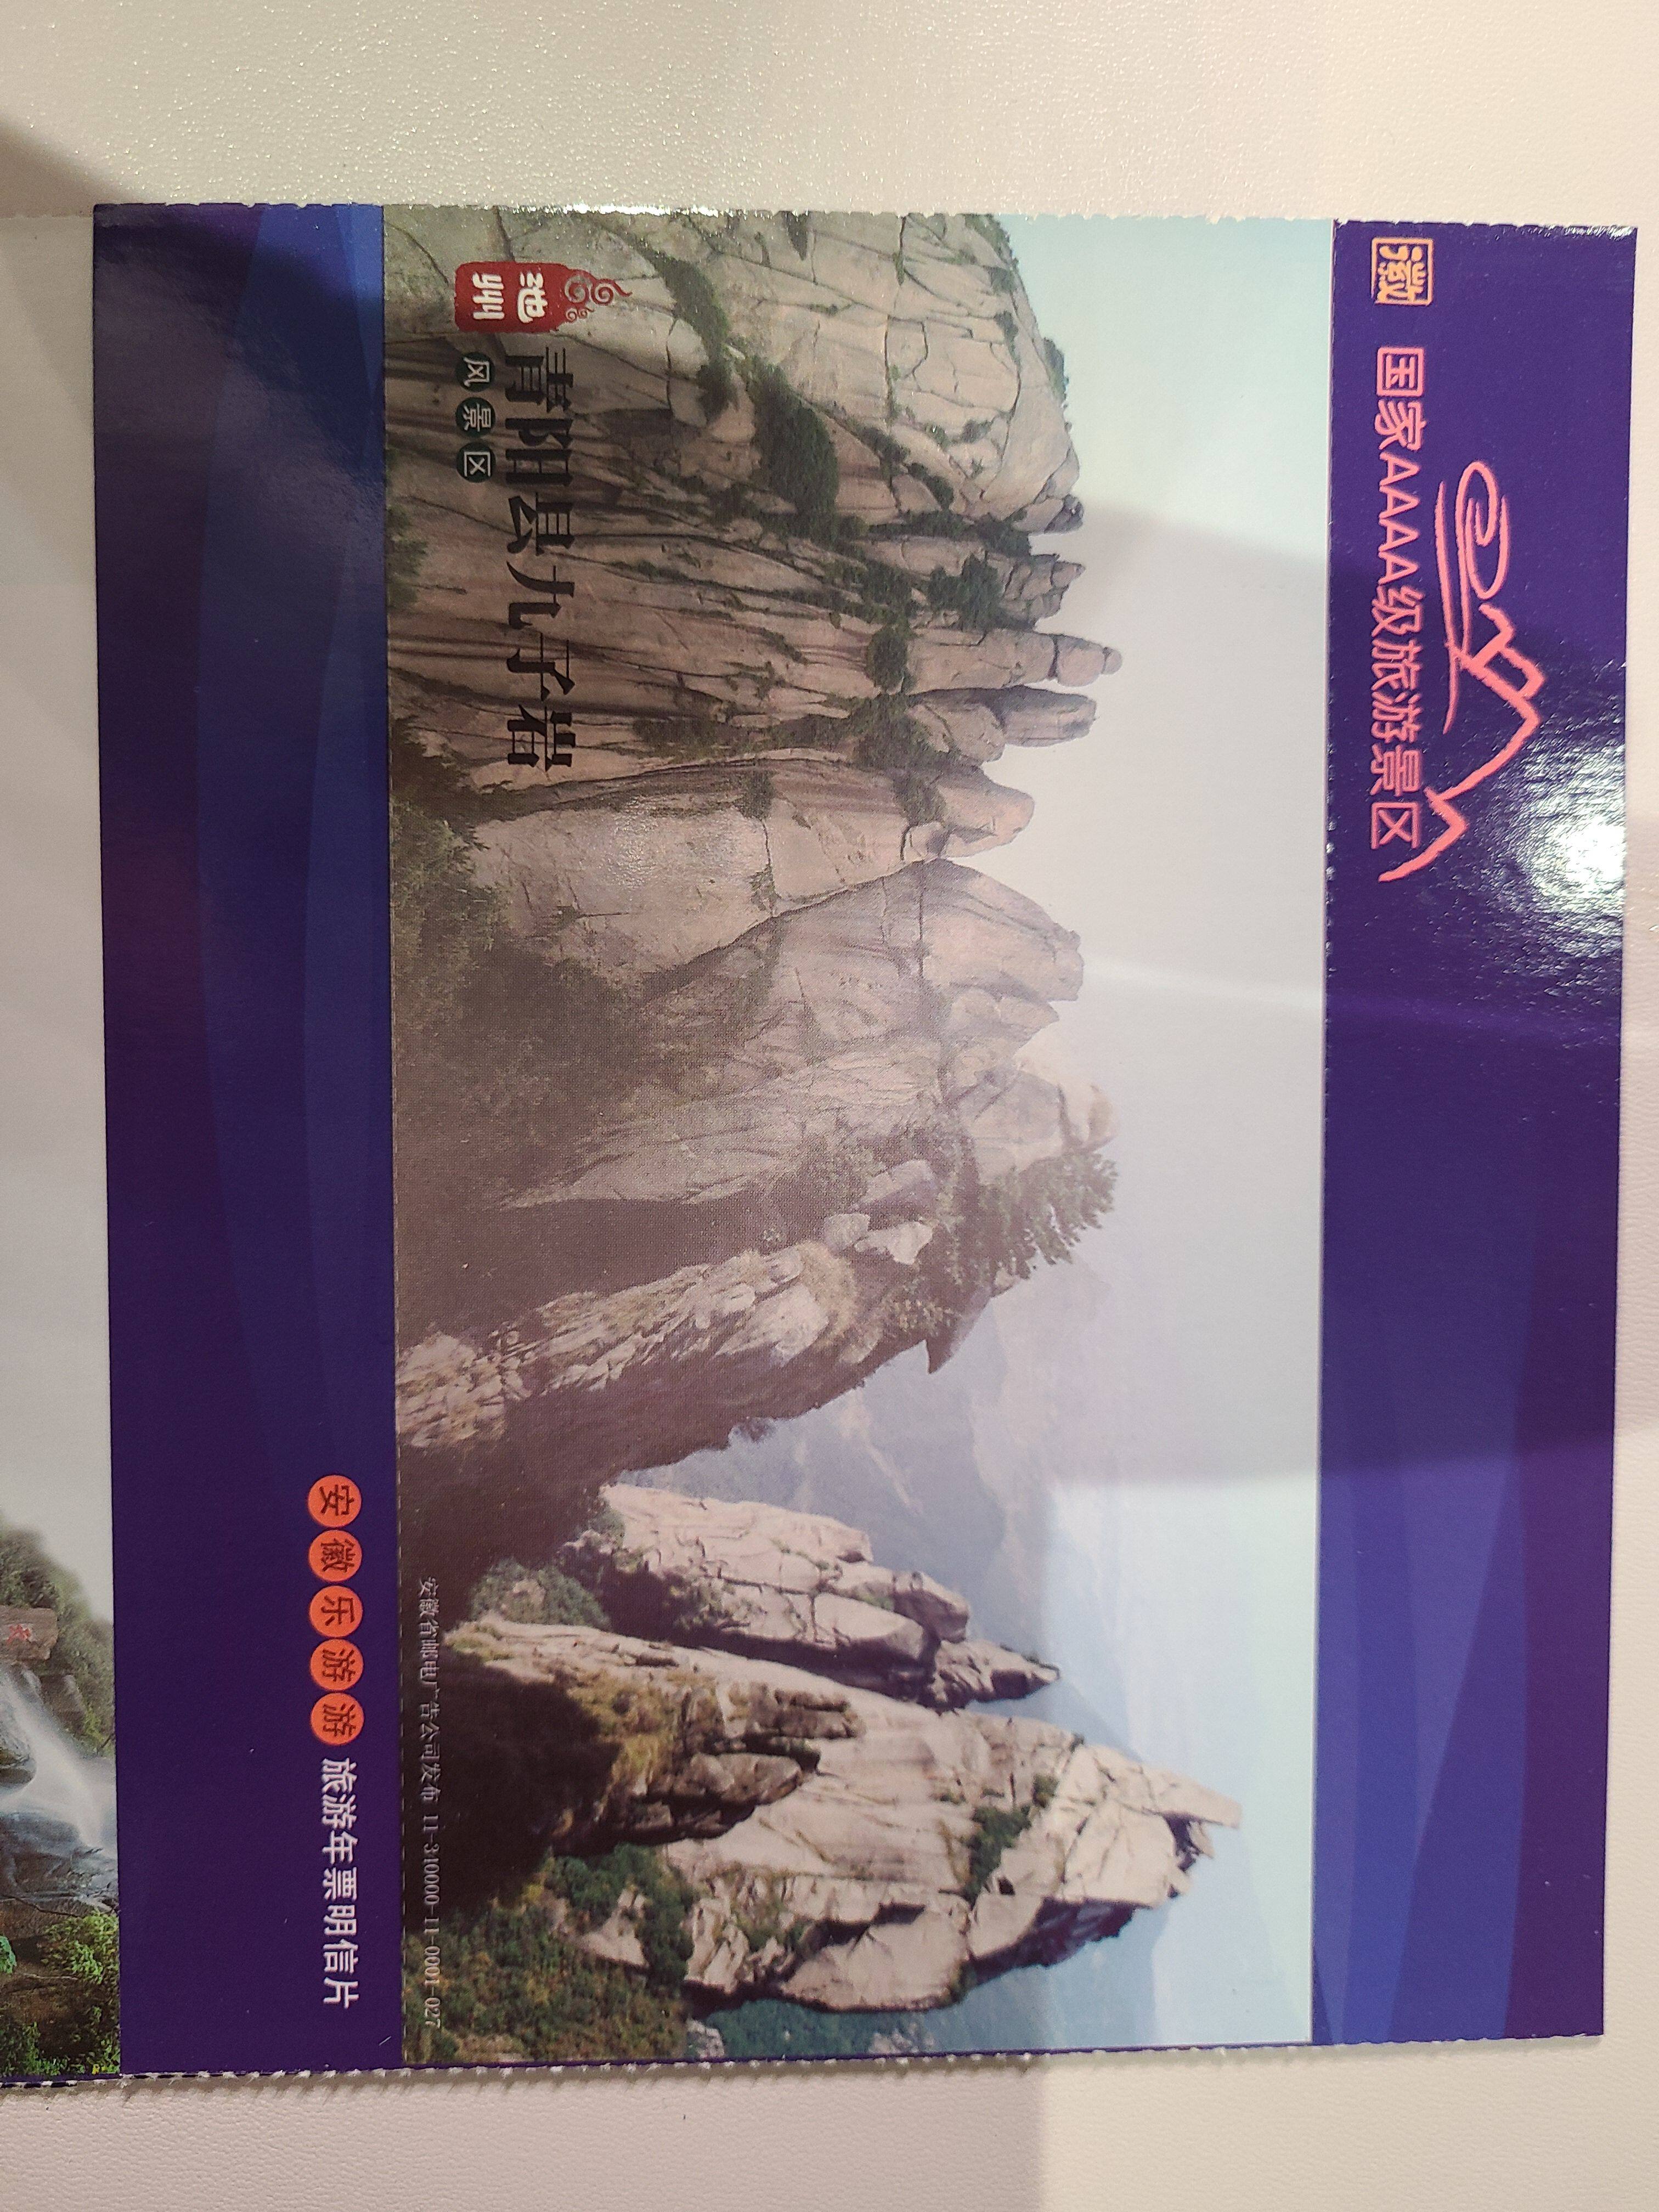 徽
国家AAAA级旅游景区
池州
青阳县九子岩
风景区
安徽省邮电广告公司发布 11-310000-11-0001-027
安徽乐游游 旅游年票明信片